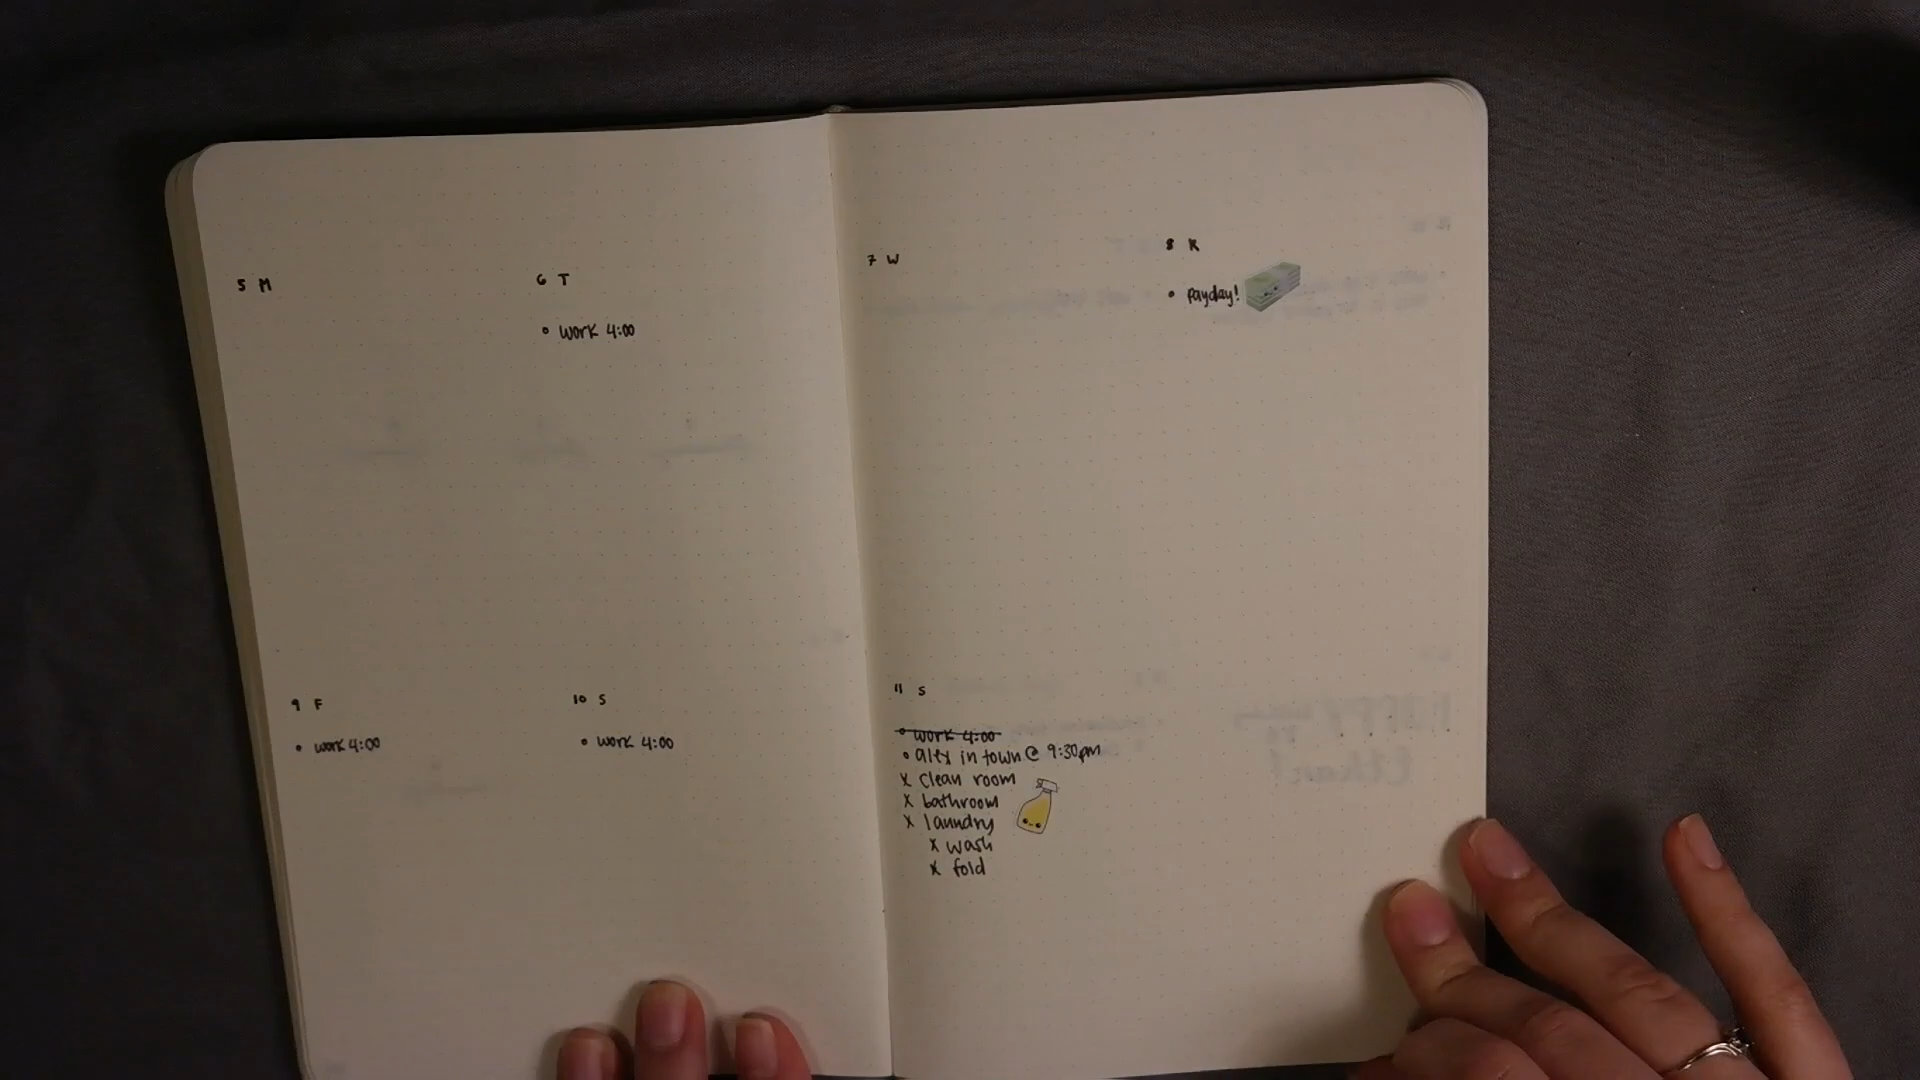 5 M
6 T
• work 4:00
7 W
8 R
• payday!
9 F
• work 4:00
10 S
• work 4:00
11 S
• work 4:00
• alex in town @ 9:30pm
x clean room
x bathroom
x laundry
x wash
x fold